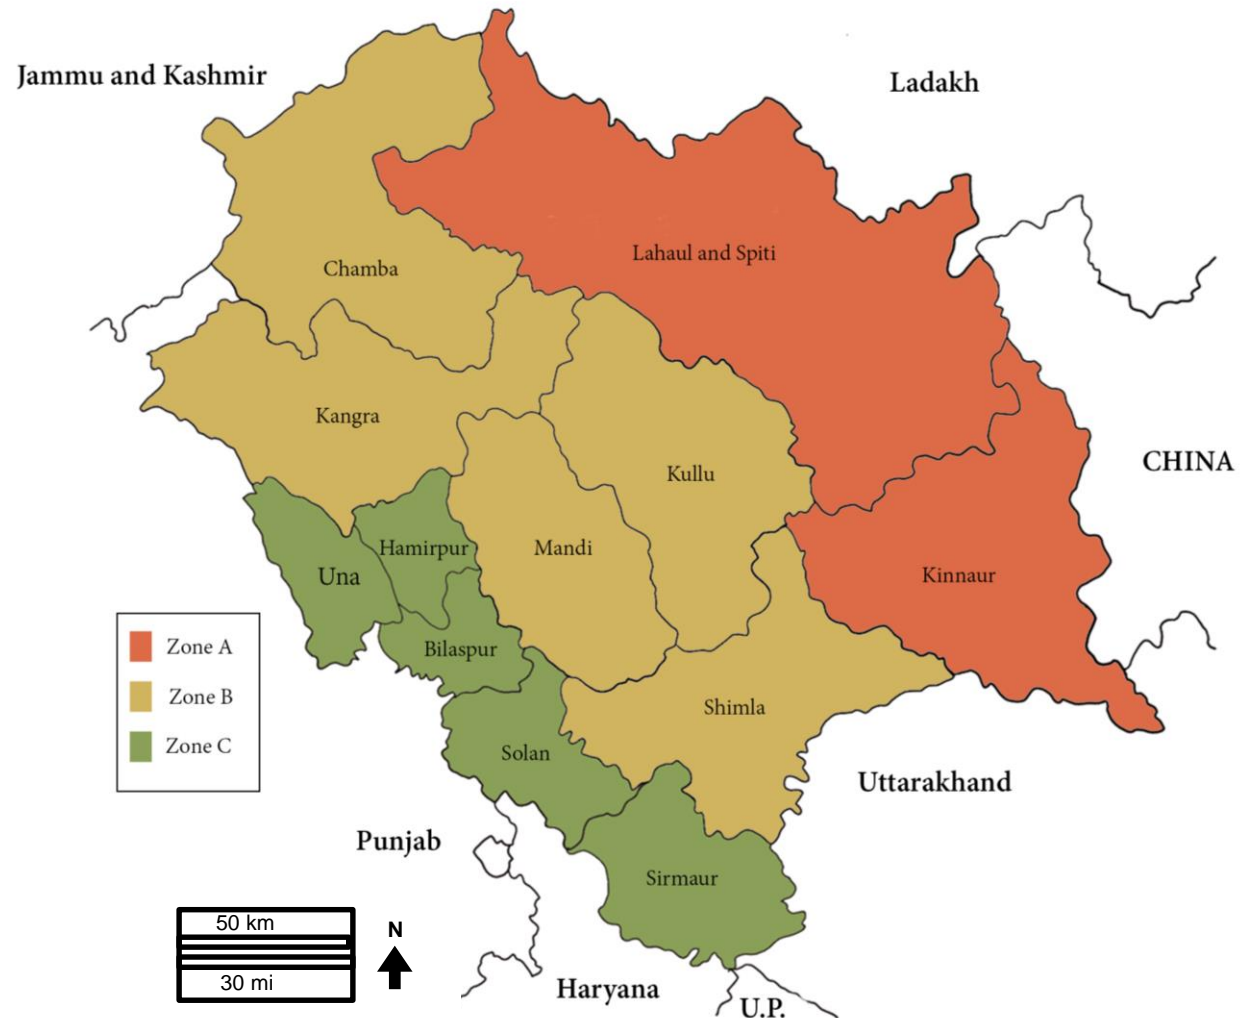 Jammu and Kashmir
Ladakh
Lahaul and Spiti
Chamba
Kangra
CHINA
Kullu
Hamirpur
Mandi
Una
Kinnaur
Zone A
Bilaspur
Zone B
Shimla
Zone C
Solan
Uttarakhand
Punjab
Sirmaur
50 km
N
30 mi
Haryana
U.P.